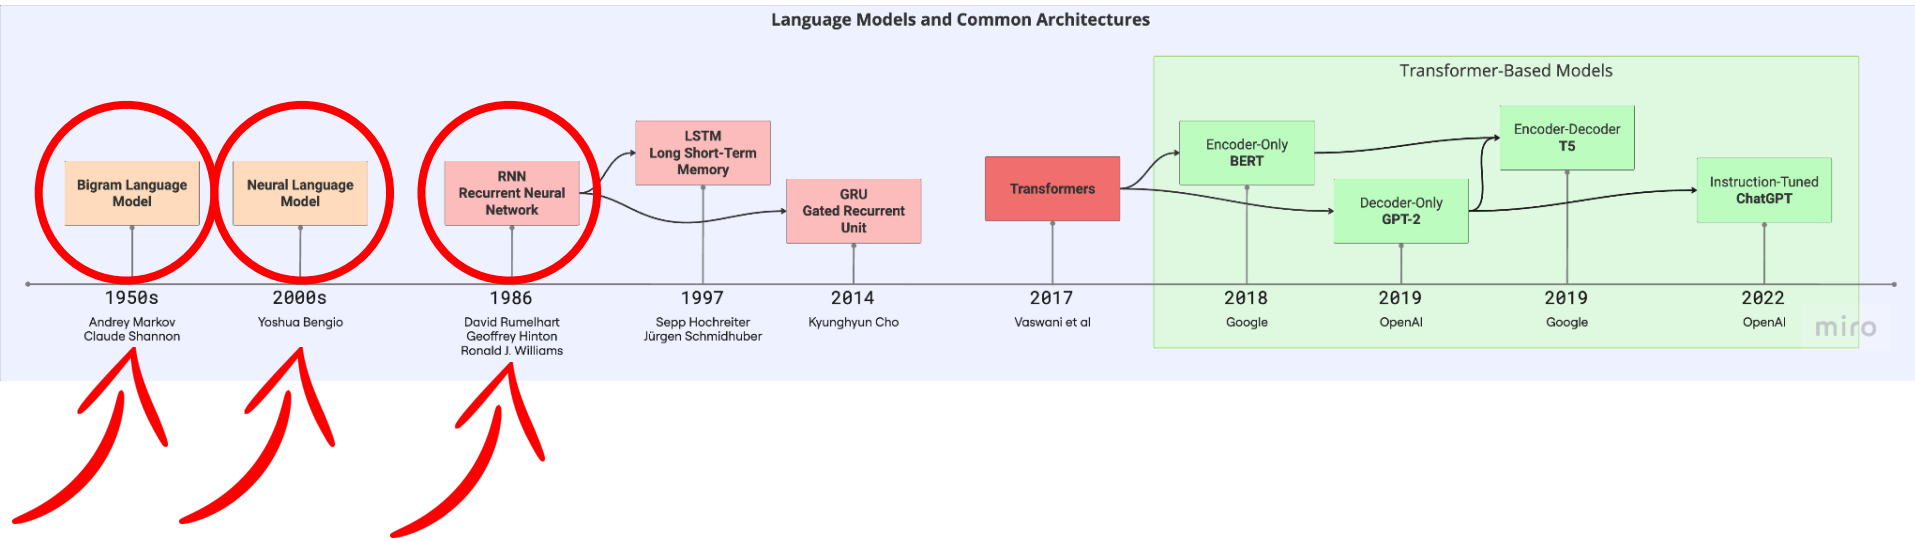 Language Models and Common Architectures
Transformer-Based Models
Bigram Language
Model
Neural Language
Model
RNN
Recurrent Neural
Network
LSTM
Long Short-Term
Memory
GRU
Gated Recurrent
Unit
Transformers
Encoder-Only
BERT
Decoder-Only
GPT-2
Encoder-Decoder
T5
Instruction-Tuned
ChatGPT
1950s
Andrey Markov
Claude Shannon
2000s
Yoshua Bengio
1986
David Rumelhart
Geoffrey Hinton
Ronald J. Williams
1997
Sepp Hochreiter
Jürgen Schmidhuber
2014
Kyunghyun Cho
2017
Vaswani et al
2018
Google
2019
OpenAI
2019
Google
2022
OpenAI
miro